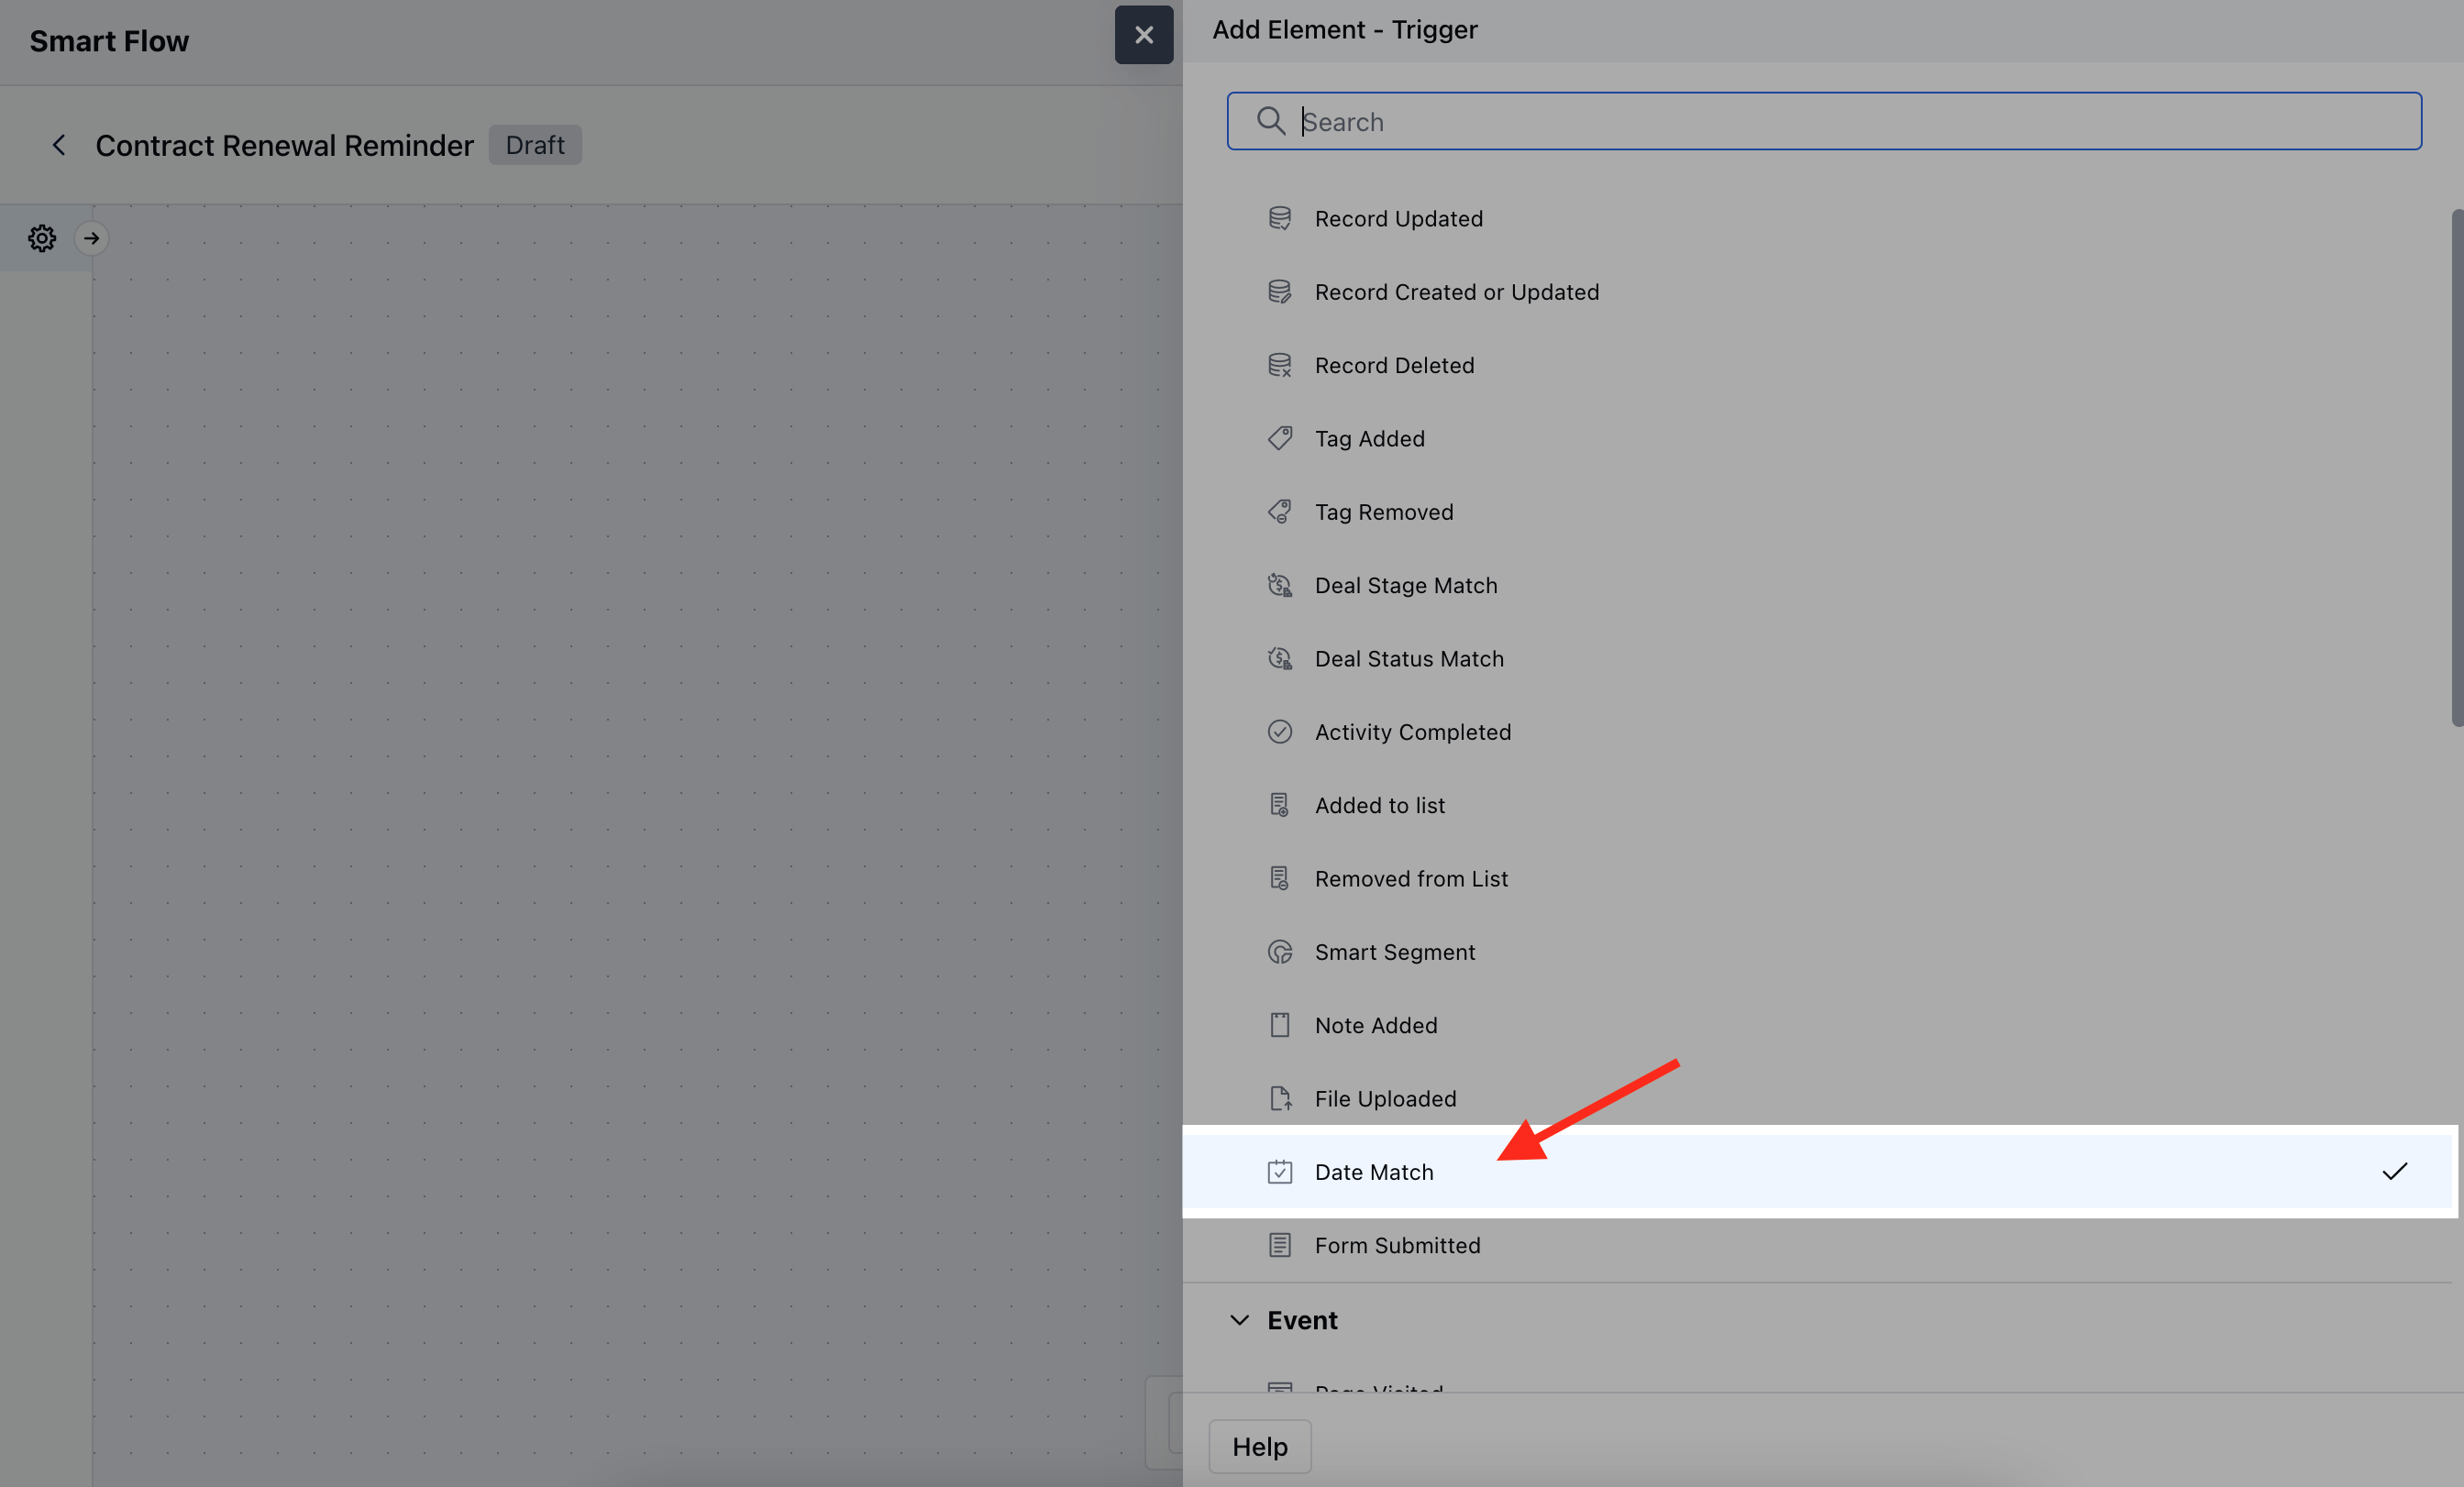 Smart Flow
Contract Renewal Reminder
Draft
Add Element - Trigger
Search
Record Updated
Record Created or Updated
Record Deleted
Tag Added
Tag Removed
Deal Stage Match
Deal Status Match
Activity Completed
Added to list
Removed from List
Smart Segment
Note Added
File Uploaded
Date Match
Form Submitted
Event
Page Visited
Help